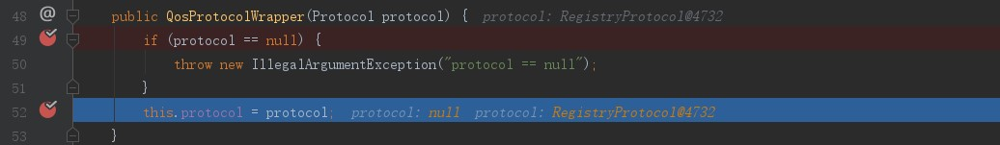 48 @ public QosProtocolWrapper(Protocol protocol) { protocol: RegistryProtocol@4732
49 if (protocol == null) {
50 throw new IllegalArgumentException("protocol == null");
51 }
52 this.protocol = protocol; protocol: null protocol: RegistryProtocol@4732
53 }